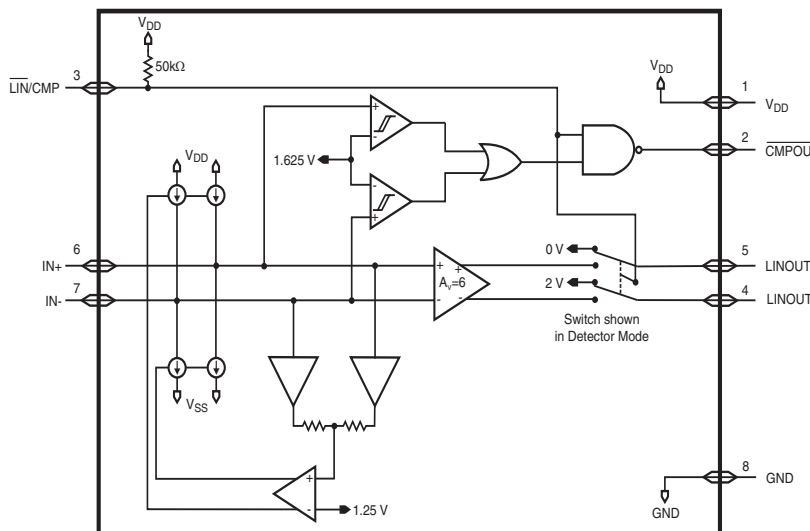 VDD
50kΩ
3
LIN/CMP
VDD
1
VDD
2
CMPOU
1.625 V
+
-
-
+
VDD
6
IN+
7
IN-
+
+
Av=6
-
-
0 V
2 V
5
LINOUT
4
LINOUT
Switch shown
in Detector Mode
VSS
+
-
1.25 V
8
GND
GND